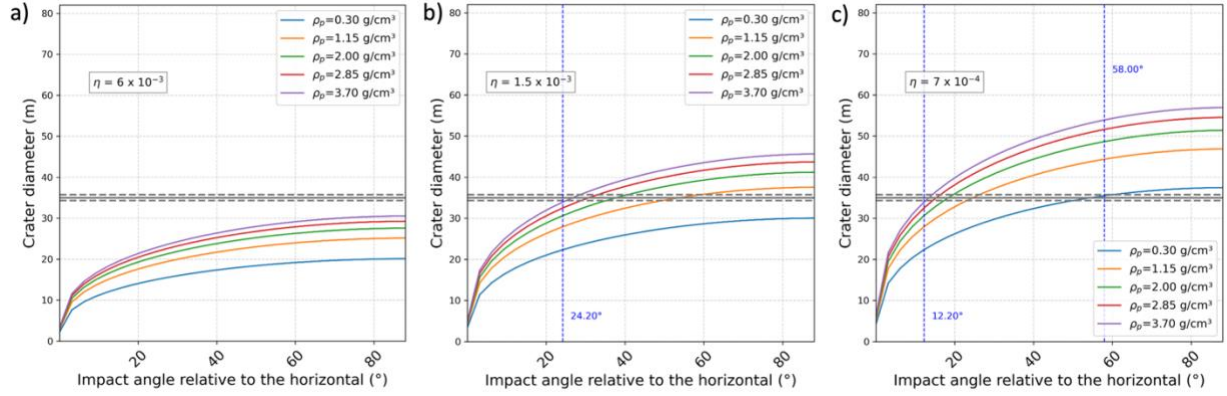 a)
Crater diameter (m)
80
70
60
50
40
30
20
10
0
20
40
60
80
Impact angle relative to the horizontal (°)
η = 6 x 10⁻³
ρₚ=0.30 g/cm³
ρₚ=1.15 g/cm³
ρₚ=2.00 g/cm³
ρₚ=2.85 g/cm³
ρₚ=3.70 g/cm³
b)
Crater diameter (m)
80
70
60
50
40
30
20
10
0
20
40
60
80
Impact angle relative to the horizontal (°)
η = 1.5 x 10⁻³
ρₚ=0.30 g/cm³
ρₚ=1.15 g/cm³
ρₚ=2.00 g/cm³
ρₚ=2.85 g/cm³
ρₚ=3.70 g/cm³
24.20°
c)
Crater diameter (m)
80
70
60
50
40
30
20
10
0
20
40
60
80
Impact angle relative to the horizontal (°)
η = 7 x 10⁻⁴
58.00°
12.20°
ρₚ=0.30 g/cm³
ρₚ=1.15 g/cm³
ρₚ=2.00 g/cm³
ρₚ=2.85 g/cm³
ρₚ=3.70 g/cm³